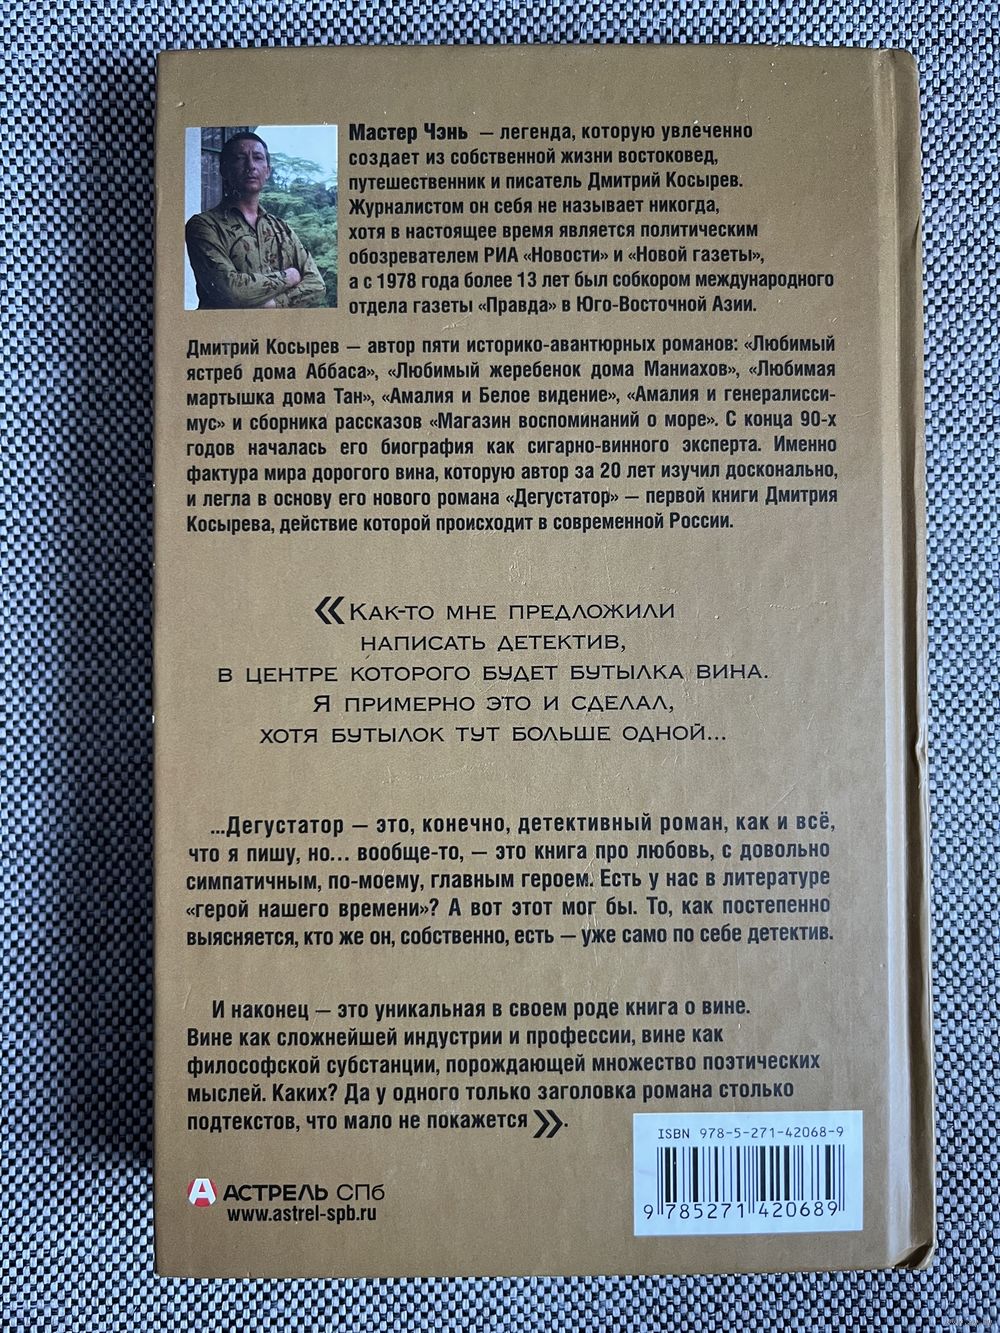 Мастер Чэнь — легенда, которую увлеченно
создает из собственной жизни востоковед,
путешественник и писатель Дмитрий Косырев.
Журналистом он себя не называет никогда,
хотя в настоящее время является политическим
обозревателем РИА «Новости» и «Новой газеты»,
а с 1978 года более 13 лет был собкором международного
отдела газеты «Правда» в Юго-Восточной Азии.
Дмитрий Косырев — автор пяти историко-авантюрных романов: «Любимый
ястреб дома Аббаса», «Любимый жеребенок дома Маниахов», «Любимая
мартышка дома Тан», «Амалия и Белое видение», «Амалия и генералисси-
мус» и сборника рассказов «Магазин воспоминаний о море». С конца 90-х
годов началась его биография как сигарно-винного эксперта. Именно
фактура мира дорогого вина, которую автор за 20 лет изучил досконально,
и легла в основу его нового романа «Дегустатор» — первой книги Дмитрия
Косырева, действие которой происходит в современной России.
«Как-то мне предложили
написать детектив,
в центре которого будет бутылка вина.
Я примерно это и сделал,
хотя бутылок тут больше одной...
...Дегустатор — это, конечно, детективный роман, как и всё,
что я пишу, но... вообще-то, — это книга про любовь, с довольно
симпатичным, по-моему, главным героем. Есть у нас в литературе
«герой нашего времени»? А вот этот мог бы. То, как постепенно
выясняется, кто же он, собственно, есть — уже само по себе детектив.
И наконец — это уникальная в своем роде книга о вине.
Вине как сложнейшей индустрии и профессии, вине как
философской субстанции, порождающей множество поэтических
мыслей. Каких? Да у одного только заголовка романа столько
подтекстов, что мало не покажется».
ISBN 978-5-271-42068-9
9 785271 420689
АСТРЕЛЬ СПб
www.astrel-spb.ru